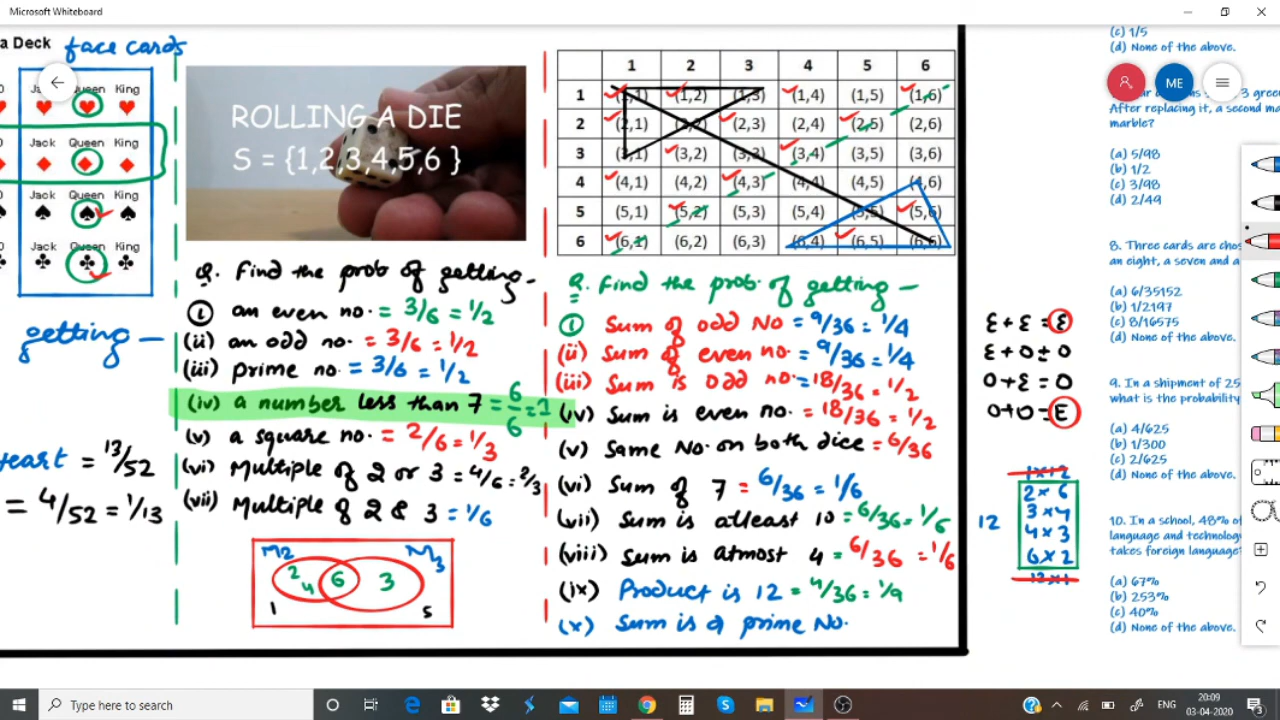 Microsoft Whiteboard
a Deck face cards
Jack Queen King
Jack Queen King
Queen King
Jack Queen King
getting —
= 13/52
= 4/52 = 1/13
ROLLING A DIE
S = {1,2,3,4,5,6 }
Q. Find the prob of getting -
(i) an even no. = 3/6 = 1/2
(ii) an odd no. = 3/6 = 1/2
(iii) prime no. = 3/6 = 1/2
(iv) a number less than 7 = 6/6 = 1
(v) a square no. = 2/6 = 1/3
(vi) Multiple of 2 or 3 = 4/6 = 2/3
(vii) Multiple of 2 & 3 = 1/6
M2 M3
2 4 6 3
1 S
1 2 3 4 5 6
1 (1,1) (1,2) (1,3) (1,4) (1,5) (1,6)
2 (2,1) (2,2) (2,3) (2,4) (2,5) (2,6)
3 (3,1) (3,2) (3,3) (3,4) (3,5) (3,6)
4 (4,1) (4,2) (4,3) (4,4) (4,5) (4,6)
5 (5,1) (5,2) (5,3) (5,4) (5,5) (5,6)
6 (6,1) (6,2) (6,3) (6,4) (6,5) (6,6)
Q. Find the prob. of getting —
(i) Sum of odd No = 9/36 = 1/4
(ii) Sum of even no. = 9/36 = 1/4
(iii) Sum is odd no. = 18/36 = 1/2
(iv) Sum is even no. = 18/36 = 1/2
(v) Same No. on both dice = 6/36
(vi) Sum of 7 = 6/36 = 1/6
(vii) Sum is atleast 10 = 6/36 = 1/6
(viii) Sum is atmost 4 = 6/36 = 1/6
(ix) Product is 12 = 4/36 = 1/9
(x) Sum is a prime No.
E + E = E
E + O = O
O + E = O
O + O = E
1 x 12
2 x 6
3 x 4
12 4 x 3
6 x 2
12 x 1
(c) 1/5
(d) None of the above.
ME
3 gree
After replacing it, a second ma
marble?
(a) 5/98
(b) 1/2
(c) 3/98
(d) 2/49
8. Three cards are chos
an eight, a seven and a
(a) 6/35152
(b) 1/2197
(c) 8/16575
(d) None of the above.
9. In a shipment of 25
what is the probability
(a) 4/625
(b) 1/300
(c) 2/625
(d) None of the above.
10. In a school, 48% of
language and technolog
takes foreign language?
(a) 67%
(b) 253%
(c) 40%
(d) None of the above.
Type here to search
ENG
20:09
03-04-2020